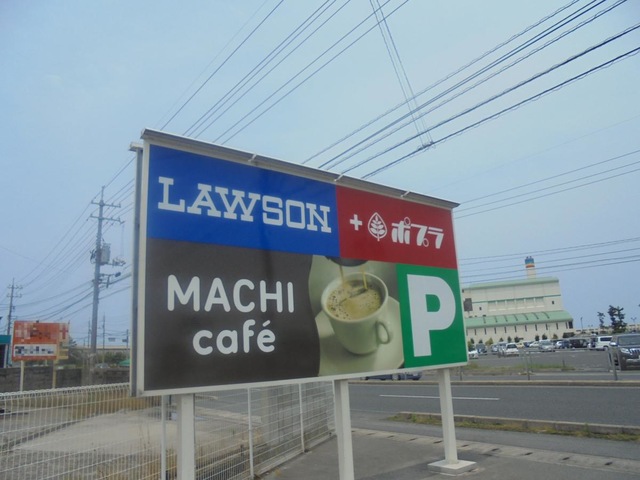 LAWSON
+ ポプラ
MACHI
café
P